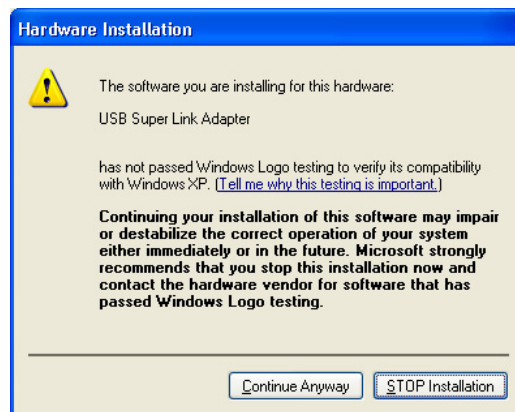 Hardware Installation
The software you are installing for this hardware:
USB Super Link Adapter
has not passed Windows Logo testing to verify its compatibility
with Windows XP. (Tell me why this testing is important.)
Continuing your installation of this software may impair
or destabilize the correct operation of your system
either immediately or in the future. Microsoft strongly
recommends that you stop this installation now and
contact the hardware vendor for software that has
passed Windows Logo testing.
Continue Anyway
STOP Installation